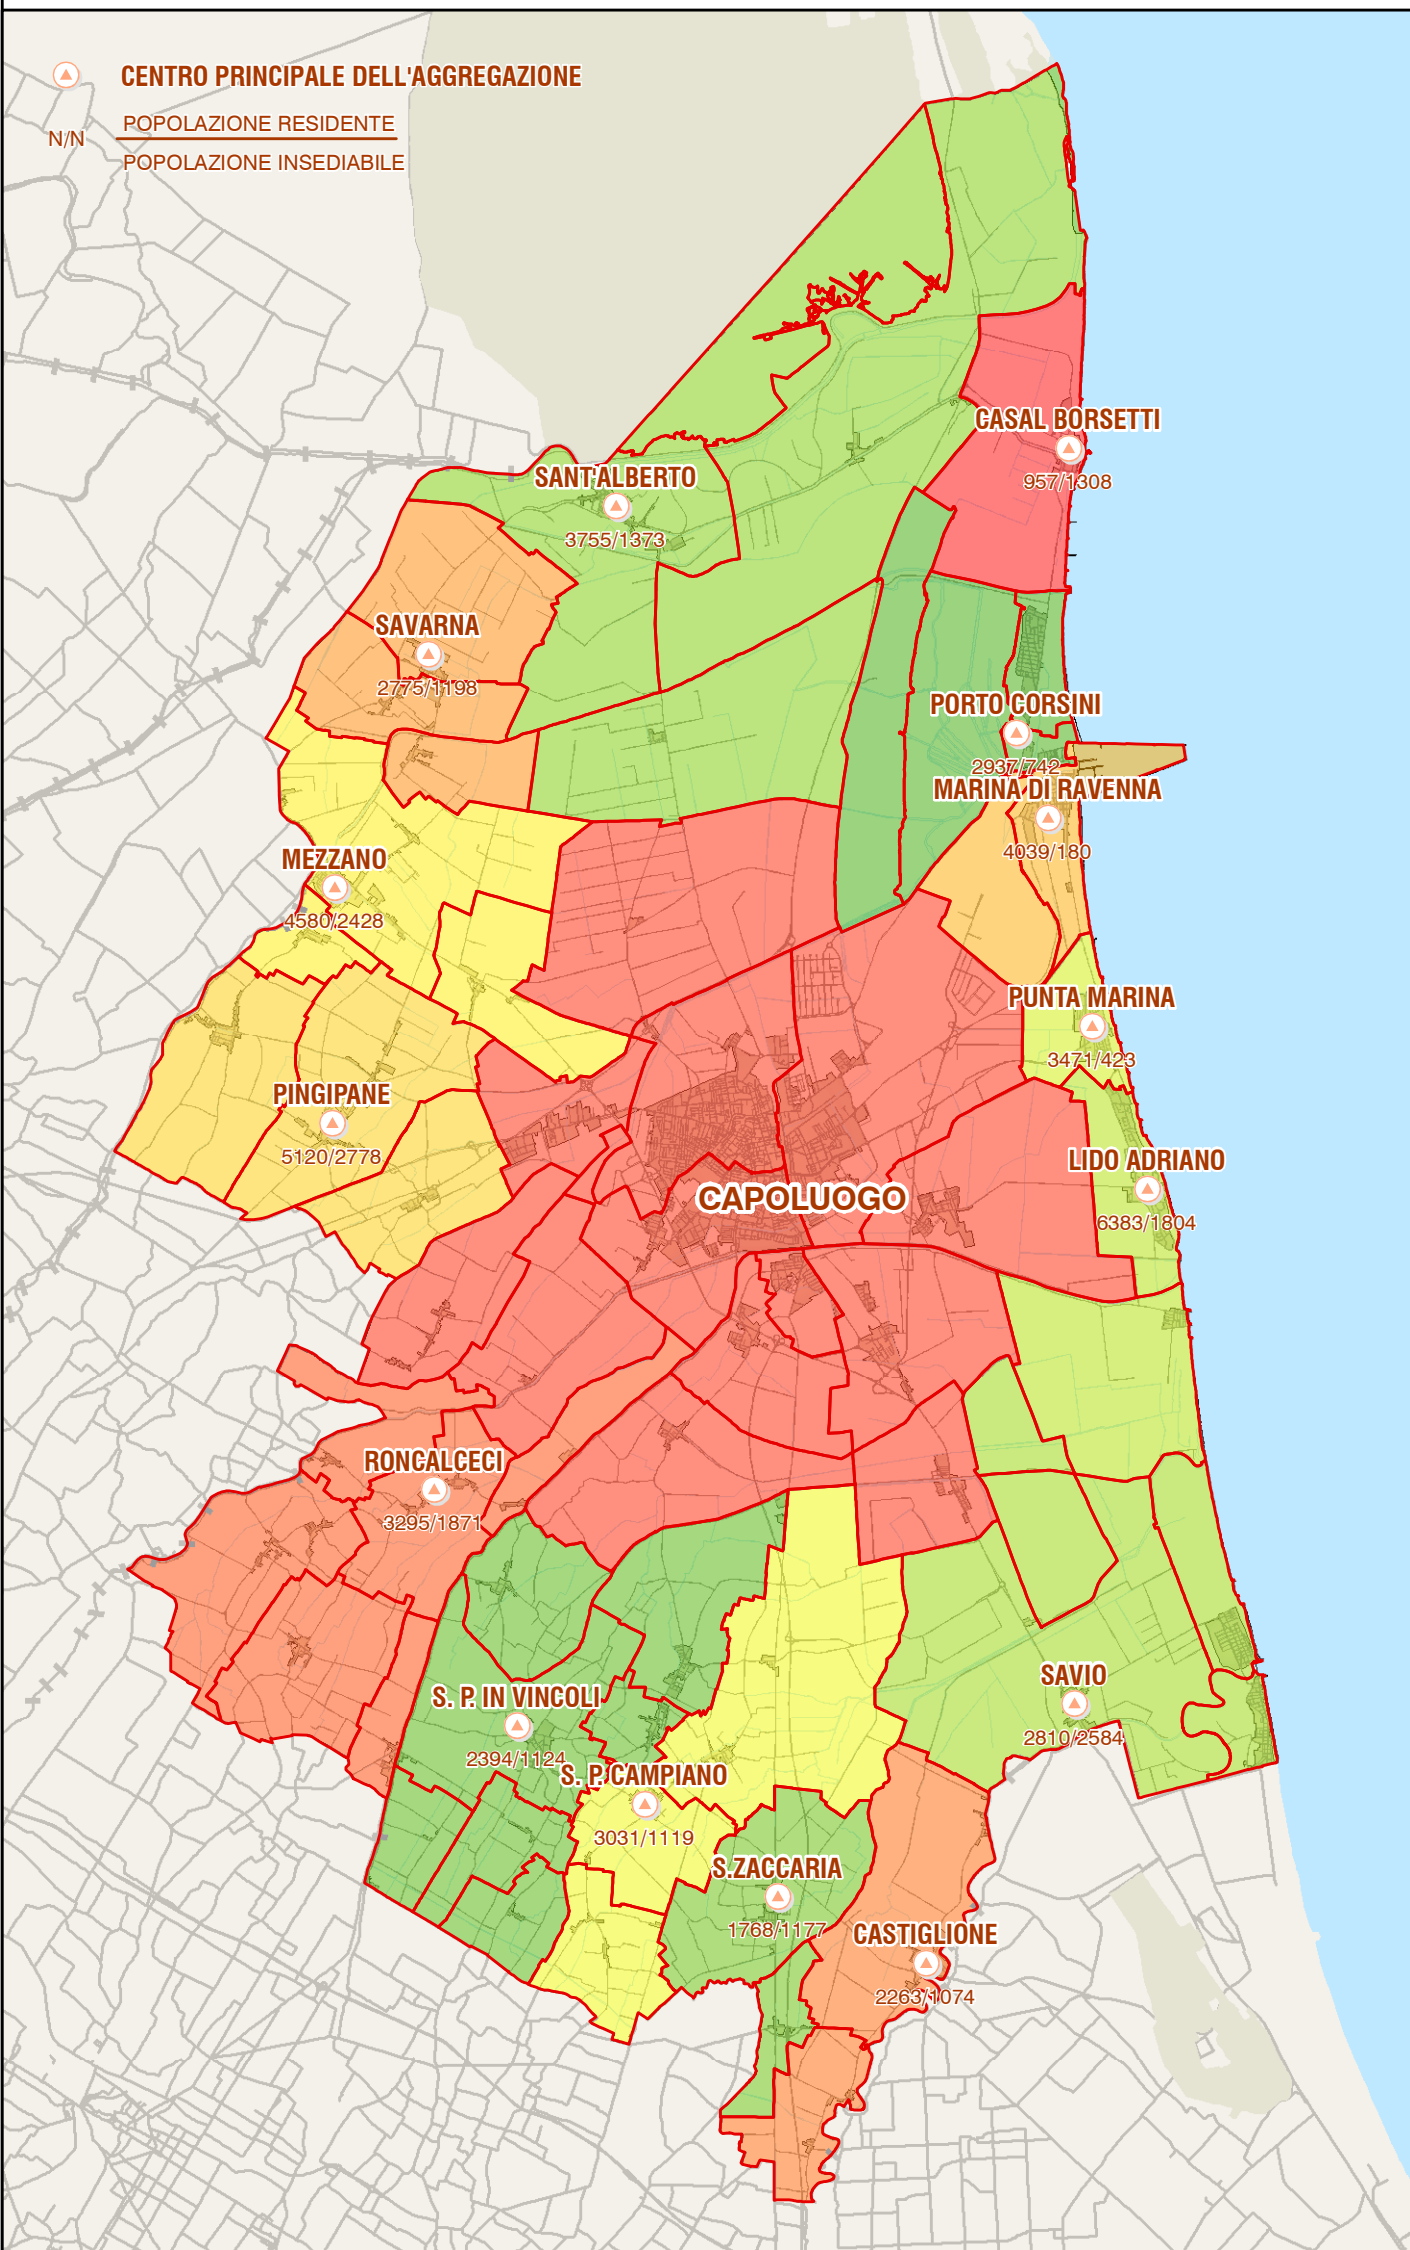 CENTRO PRINCIPALE DELL'AGGREGAZIONE
N/N
POPOLAZIONE RESIDENTE
POPOLAZIONE INSEDIABILE
CASAL BORSETTI
957/1308
SANT'ALBERTO
3755/1373
SAVARNA
2775/1198
PORTO CORSINI
2937/742
MARINA DI RAVENNA
4039/180
MEZZANO
4580/2428
PUNTA MARINA
3471/423
PINGIPANE
5120/2778
LIDO ADRIANO
6383/1804
CAPOLUOGO
RONCALCECI
3295/1871
SAVIO
2810/2584
S. P. IN VINCOLI
2394/1124
S. P. CAMPIANO
3031/1119
S.ZACCARIA
1768/1177
CASTIGLIONE
2263/1074